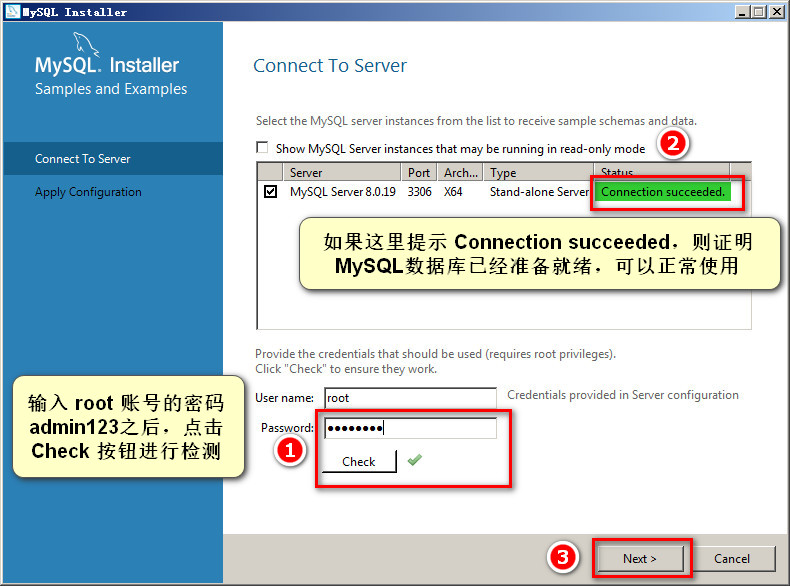 MySQL Installer
MySQL. Installer
Samples and Examples
Connect To Server
Apply Configuration
Connect To Server
Select the MySQL server instances from the list to receive sample schemas and data.
Show MySQL Server instances that may be running in read-only mode
2
Server Port Arch... Type Status
MySQL Server 8.0.19 3306 X64 Stand-alone Server Connection succeeded.
如果这里提示 Connection succeeded，则证明
MySQL数据库已经准备就绪，可以正常使用
Provide the credentials that should be used (requires root privileges).
Click "Check" to ensure they work.
输入 root 账号的密码
admin123之后，点击
Check 按钮进行检测
User name: root Credentials provided in Server configuration
Password: ●●●●●●●●
1
Check
3
Next >
Cancel